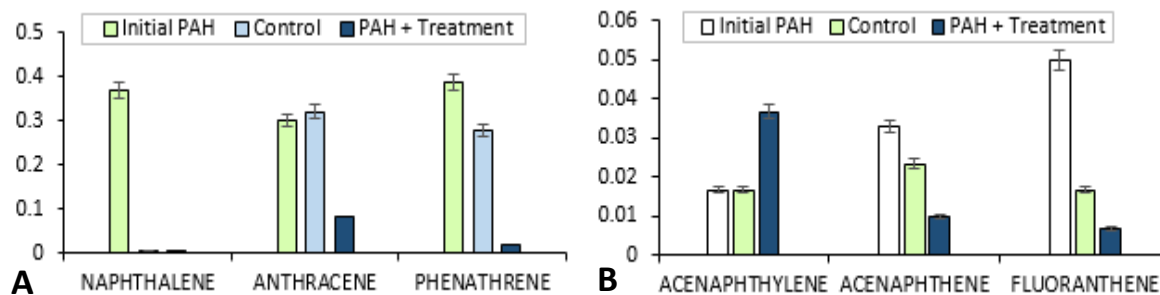 Initial PAH Control PAH + Treatment
0.5
0.4
0.3
0.2
0.1
0
NAPHTHALENE ANTHRACENE PHENATHRENE
A
Initial PAH Control PAH + Treatment
0.06
0.05
0.04
0.03
0.02
0.01
0
ACENAPHTHYLENE ACENAPHTHENE FLUORANTHENE
B